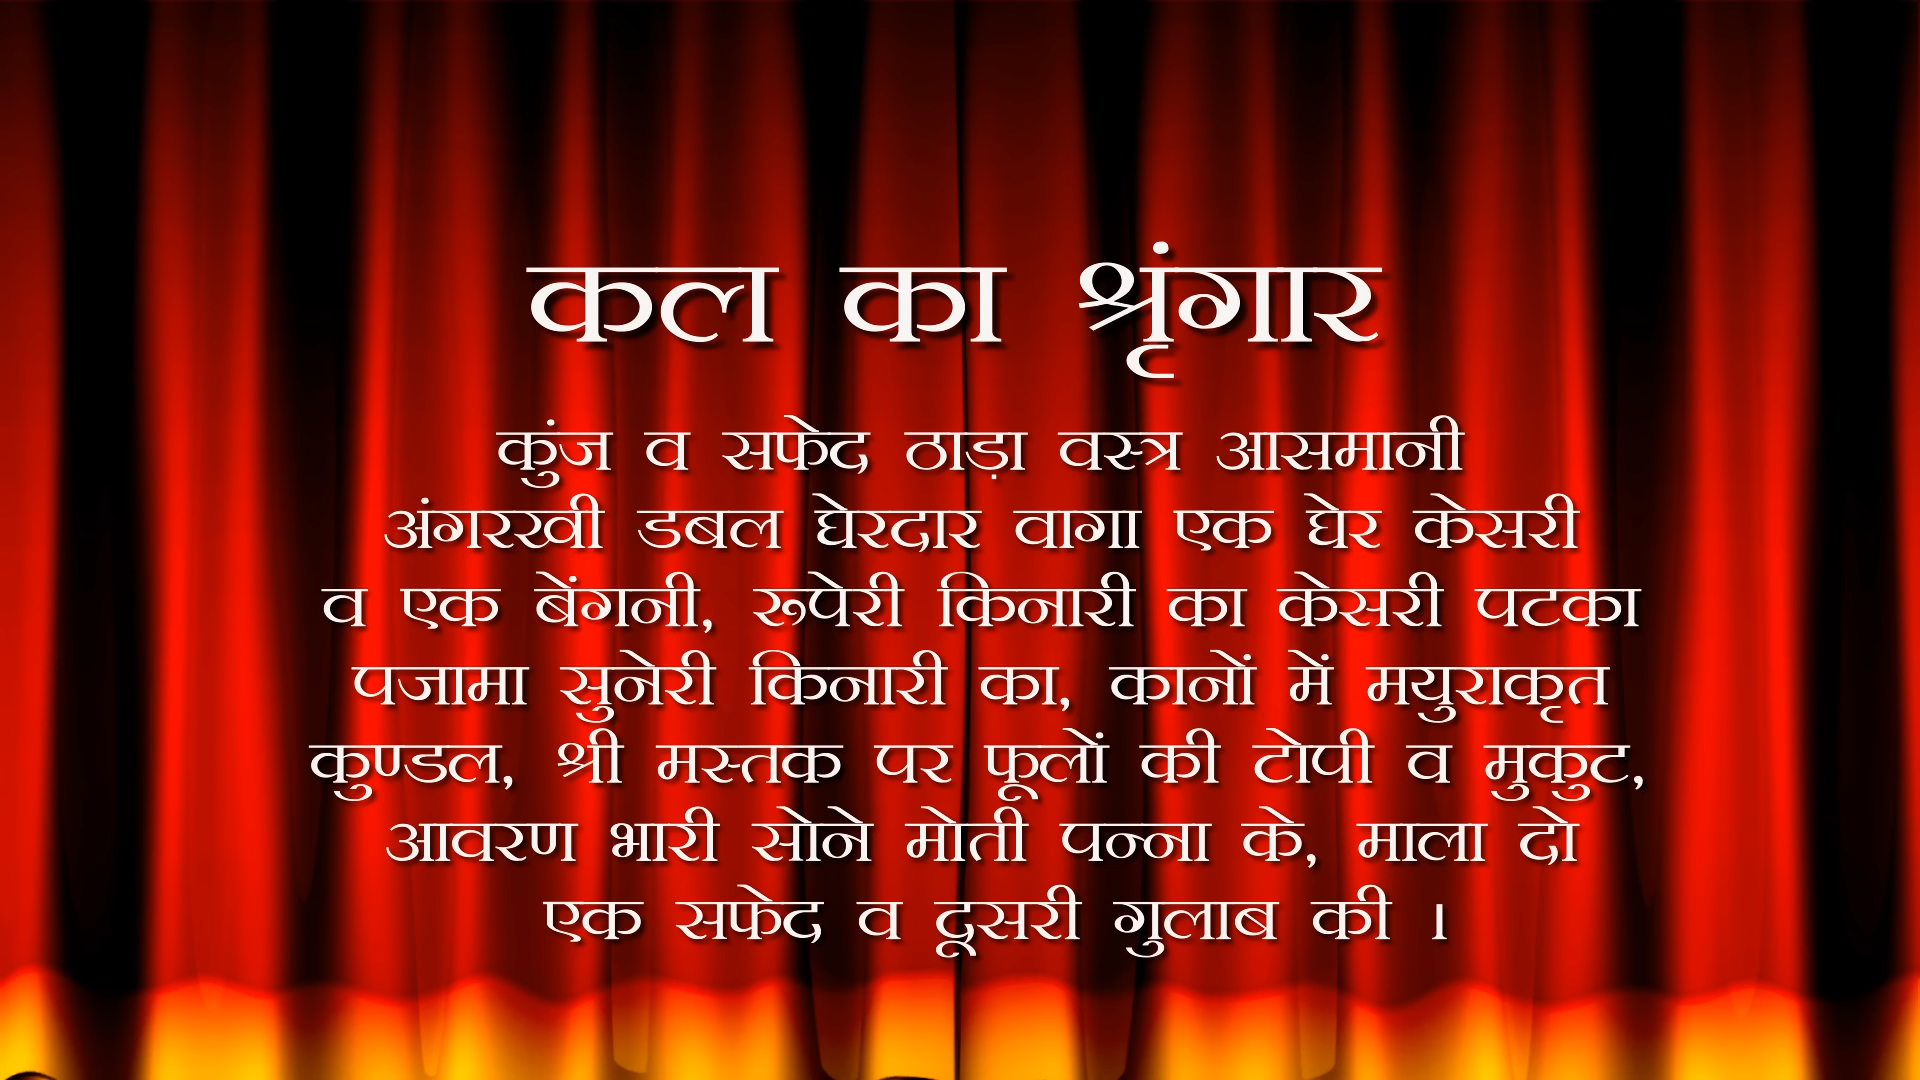 कल का श्रृंगार
कुंज व सफेद ठाड़ा वस्त्र आसमानी
अंगरखी डबल घेरदार वागा एक घेर केसरी
व एक बेंगनी, रूपेरी किनारी का केसरी पटका
पजामा सुनेरी किनारी का, कानों में मयुराकृत
कुण्डल, श्री मस्तक पर फूलों की टोपी व मुकुट,
आवरण भारी सोने मोती पन्ना के, माला दो
एक सफेद व दूसरी गुलाब की ।